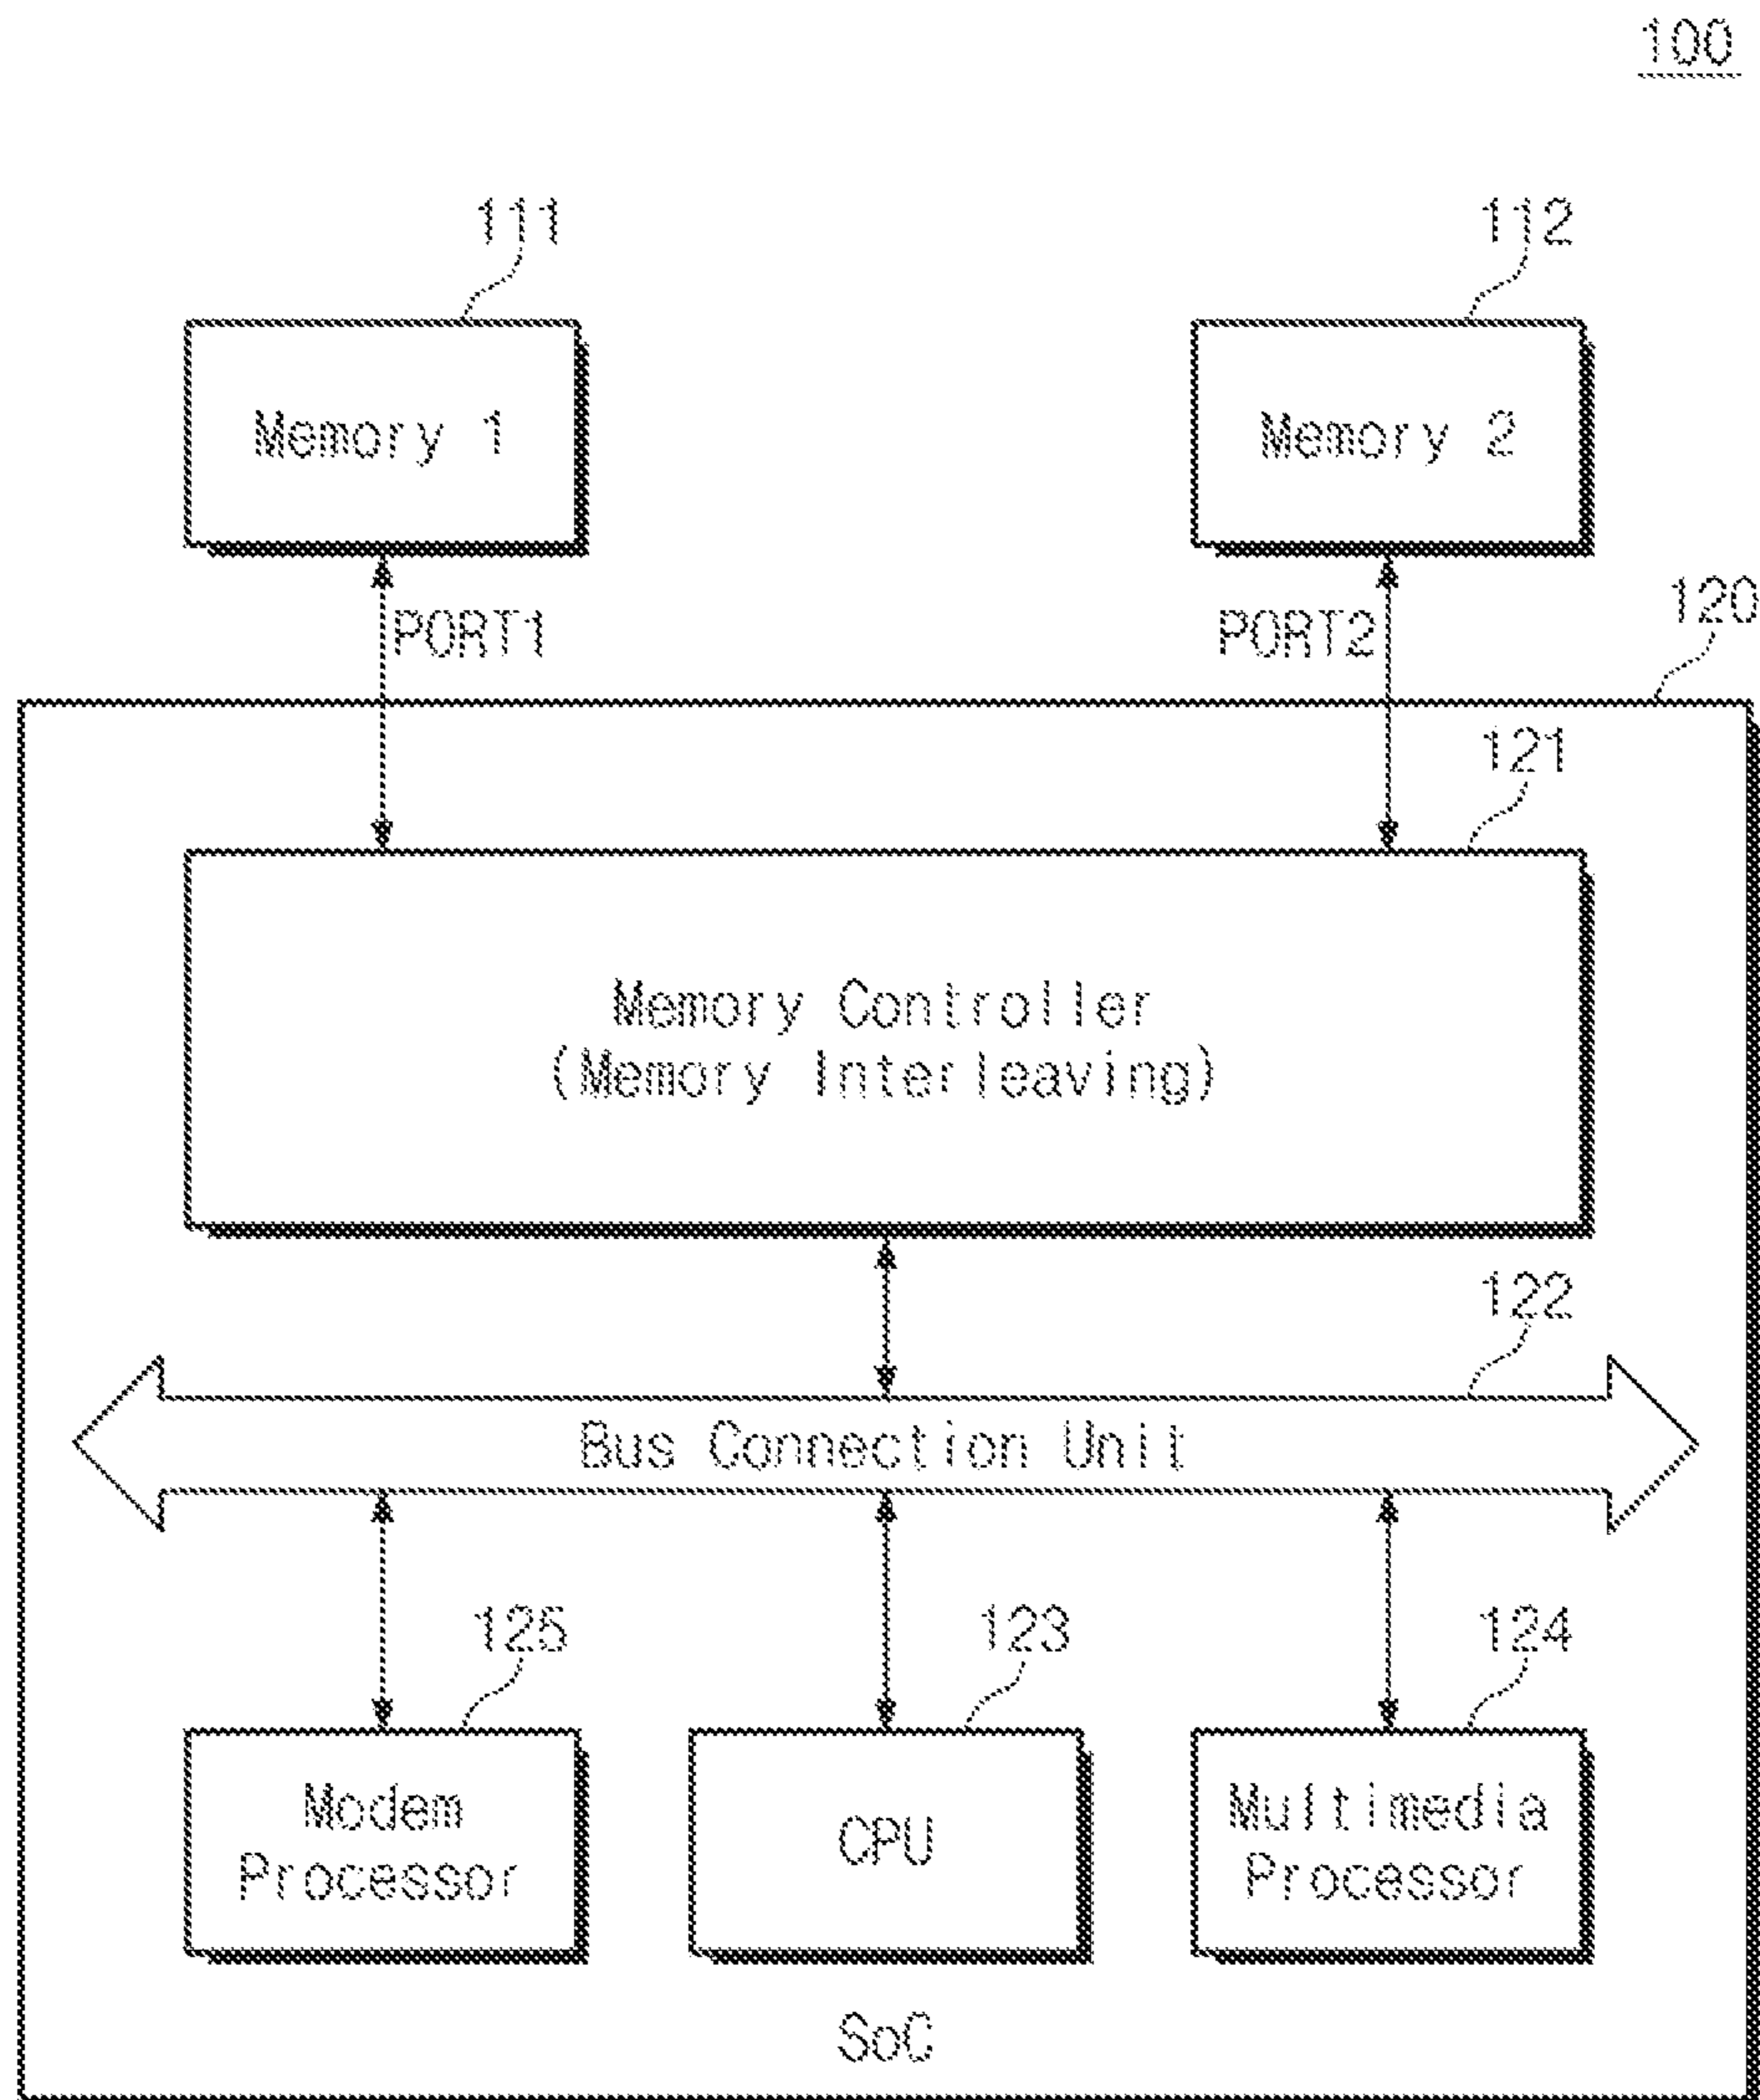 100
111
112
Memory 1
Memory 2
PORT1
PORT2
120
121
Memory Controller
(Memory Interleaving)
122
Bus Connection Unit
125
123
124
Modem
Processor
CPU
Multimedia
Processor
SoC